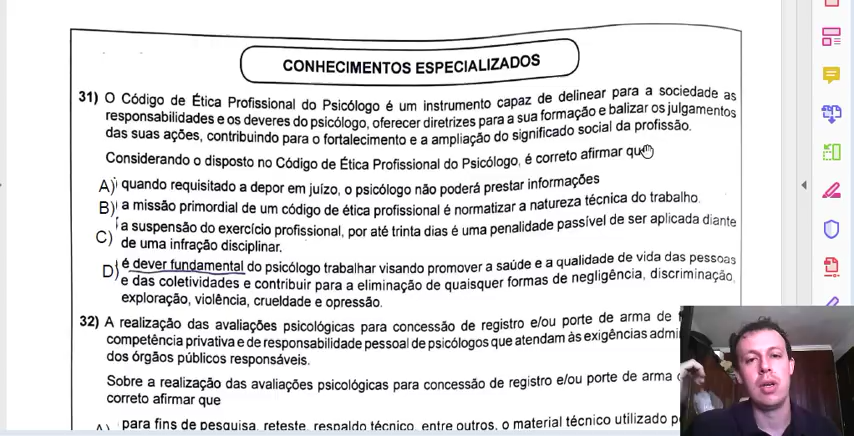 CONHECIMENTOS ESPECIALIZADOS
31) O Código de Ética Profissional do Psicólogo é um instrumento capaz de delinear para a sociedade as
responsabilidades e os deveres do psicólogo, oferecer diretrizes para a sua formação e balizar os julgamentos
das suas ações, contribuindo para o fortalecimento e a ampliação do significado social da profissão.
Considerando o disposto no Código de Ética Profissional do Psicólogo, é correto afirmar que
A) quando requisitado a depor em juízo, o psicólogo não poderá prestar informações
B) a missão primordial de um código de ética profissional é normatizar a natureza técnica do trabalho.
C) a suspensão do exercício profissional, por até trinta dias é uma penalidade passível de ser aplicada diante
de uma infração disciplinar.
D) é dever fundamental do psicólogo trabalhar visando promover a saúde e a qualidade de vida das pessoas
e das coletividades e contribuir para a eliminação de quaisquer formas de negligência, discriminação,
exploração, violência, crueldade e opressão.
32) A realização das avaliações psicológicas para concessão de registro e/ou porte de arma de
competência privativa e de responsabilidade pessoal de psicólogos que atendam às exigências
dos órgãos públicos responsáveis.
Sobre a realização das avaliações psicológicas para concessão de registro e/ou porte de arma
correto afirmar que
A) para fins de pesquisa, reteste, respaldo técnico, entre outros, o material técnico utilizado